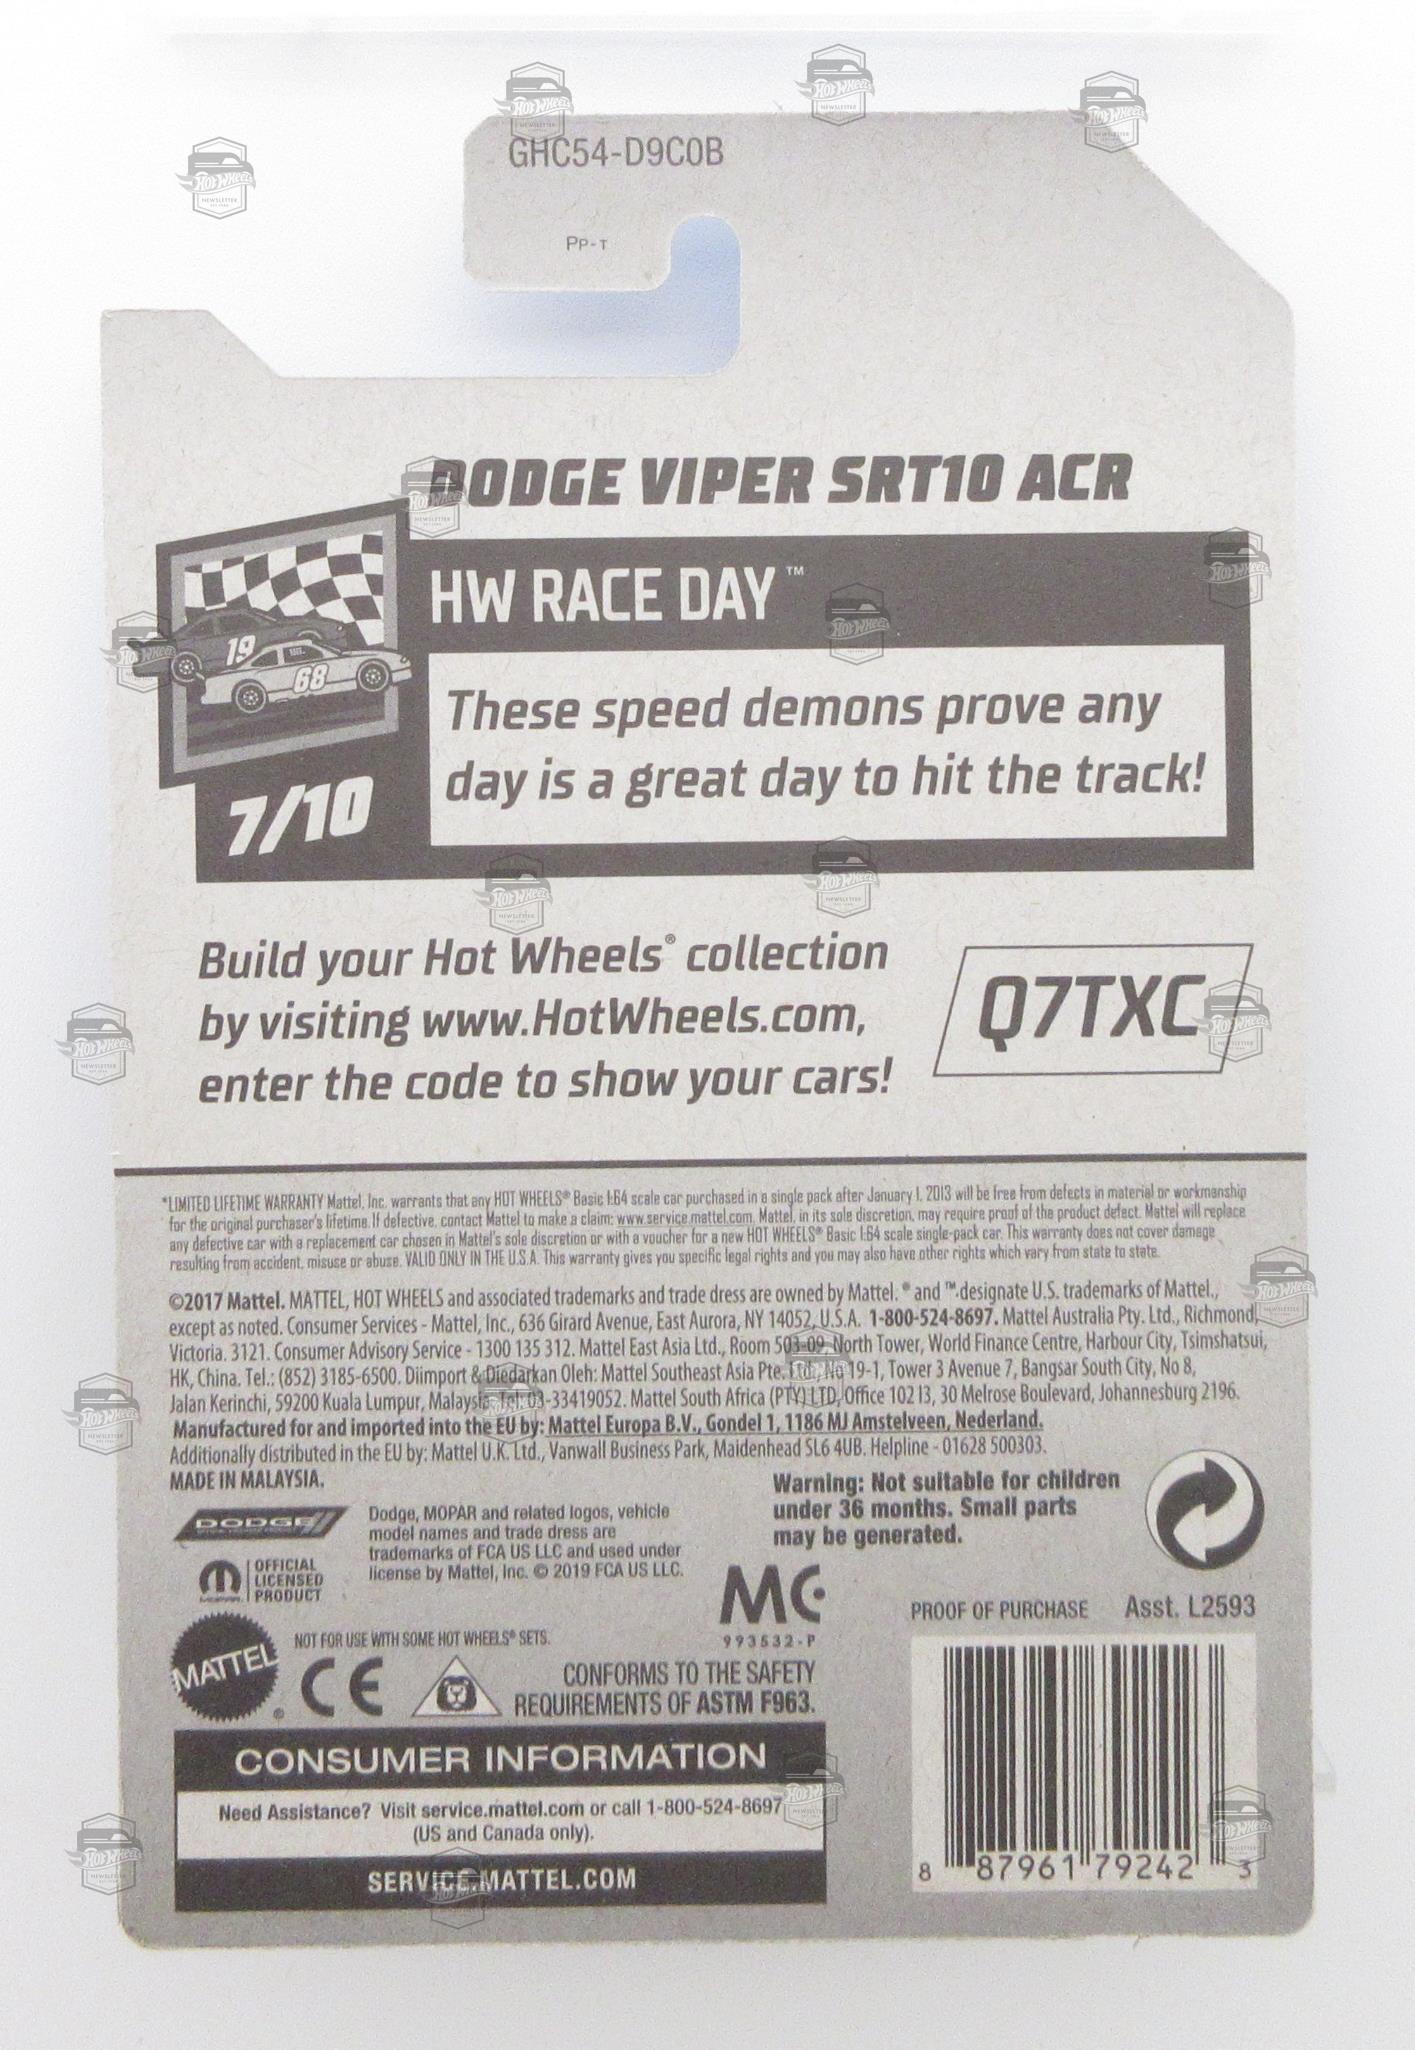 GHC54-D9C0B
PP-T
DODGE VIPER SRT10 ACR
HW RACE DAY™
19
68
These speed demons prove any
day is a great day to hit the track!
7/10
Build your Hot Wheels® collection
by visiting www.HotWheels.com,
enter the code to show your cars!
Q7TXC
*LIMITED LIFETIME WARRANTY Mattel, Inc. warrants that any HOT WHEELS® Basic 1:64 scale car purchased in a single pack after January 1, 2013 will be free from defects in material or workmanship
for the original purchaser's lifetime. If defective, contact Mattel to make a claim: www.service.mattel.com. Mattel, in its sole discretion, may require proof of the product defect. Mattel will replace
any defective car with a replacement car chosen in Mattel's sole discretion or with a voucher for a new HOT WHEELS® Basic 1:64 scale single-pack car. This warranty does not cover damage
resulting from accident, misuse or abuse. VALID ONLY IN THE U.S.A. This warranty gives you specific legal rights and you may also have other rights which vary from state to state.
©2017 Mattel. MATTEL, HOT WHEELS and associated trademarks and trade dress are owned by Mattel. ® and ™ designate U.S. trademarks of Mattel.,
except as noted. Consumer Services - Mattel, Inc., 636 Girard Avenue, East Aurora, NY 14052, U.S.A. 1-800-524-8697. Mattel Australia Pty. Ltd., Richmond,
Victoria. 3121. Consumer Advisory Service - 1300 135 312. Mattel East Asia Ltd., Room 503-09, North Tower, World Finance Centre, Harbour City, Tsimshatsui,
HK, China. Tel.: (852) 3185-6500. Diimport & Diedarkan Oleh: Mattel Southeast Asia Pte. Ltd., No 19-1, Tower 3 Avenue 7, Bangsar South City, No 8,
Jalan Kerinchi, 59200 Kuala Lumpur, Malaysia. Tel: 03-33419052. Mattel South Africa (PTY) LTD, Office 102 I3, 30 Melrose Boulevard, Johannesburg 2196.
Manufactured for and imported into the EU by: Mattel Europa B.V., Gondel 1, 1186 MJ Amstelveen, Nederland.
Additionally distributed in the EU by: Mattel U.K. Ltd., Vanwall Business Park, Maidenhead SL6 4UB. Helpline - 01628 500303.
MADE IN MALAYSIA.
Warning: Not suitable for children
under 36 months. Small parts
may be generated.
DODGE
Dodge, MOPAR and related logos, vehicle
model names and trade dress are
trademarks of FCA US LLC and used under
license by Mattel, Inc. © 2019 FCA US LLC.
MOPAR
OFFICIAL
LICENSED
PRODUCT
MC
993532-P
PROOF OF PURCHASE Asst. L2593
NOT FOR USE WITH SOME HOT WHEELS® SETS.
MATTEL®
CE
CONFORMS TO THE SAFETY
REQUIREMENTS OF ASTM F963.
CONSUMER INFORMATION
Need Assistance? Visit service.mattel.com or call 1-800-524-8697
(US and Canada only).
SERVICE.MATTEL.COM
8 87961 79242 3